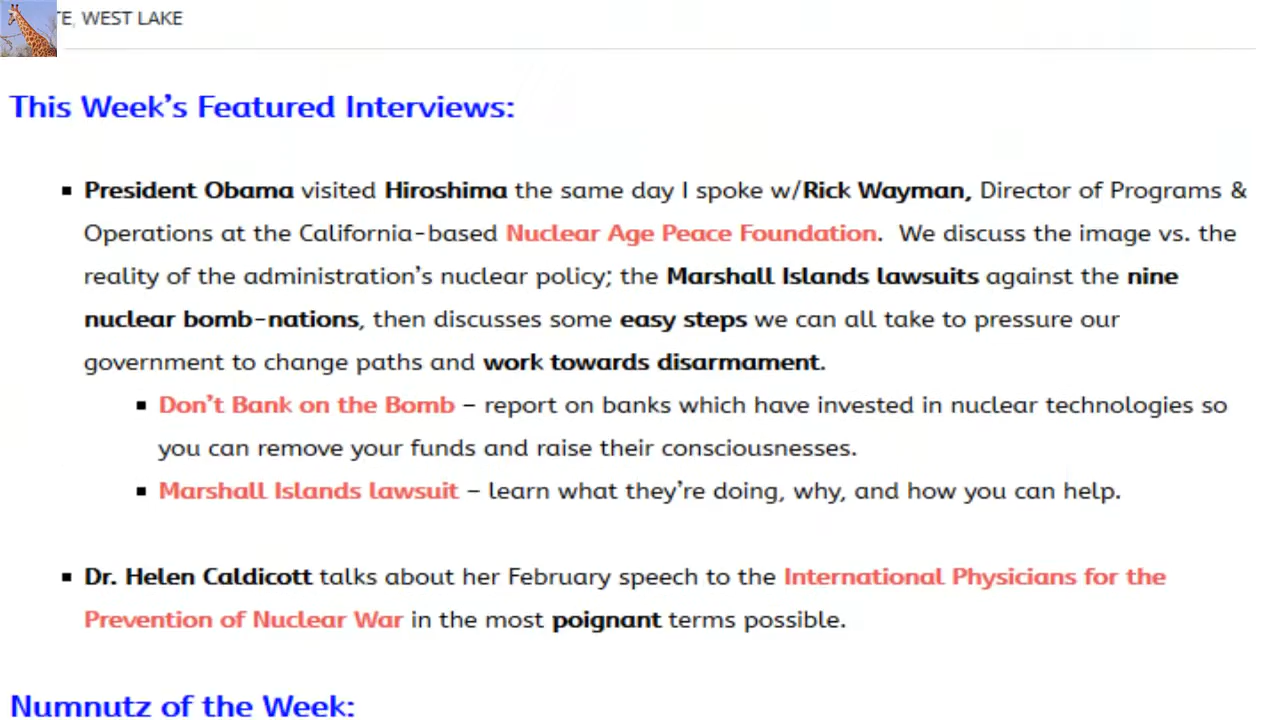 TE, WEST LAKE
This Week's Featured Interviews:
▪ President Obama visited Hiroshima the same day I spoke w/Rick Wayman, Director of Programs &
Operations at the California-based Nuclear Age Peace Foundation.  We discuss the image vs. the
reality of the administration's nuclear policy; the Marshall Islands lawsuits against the nine
nuclear bomb-nations, then discusses some easy steps we can all take to pressure our
government to change paths and work towards disarmament.
▪ Don't Bank on the Bomb – report on banks which have invested in nuclear technologies so
you can remove your funds and raise their consciousnesses.
▪ Marshall Islands lawsuit – learn what they're doing, why, and how you can help.
▪ Dr. Helen Caldicott talks about her February speech to the International Physicians for the
Prevention of Nuclear War in the most poignant terms possible.
Numnutz of the Week: